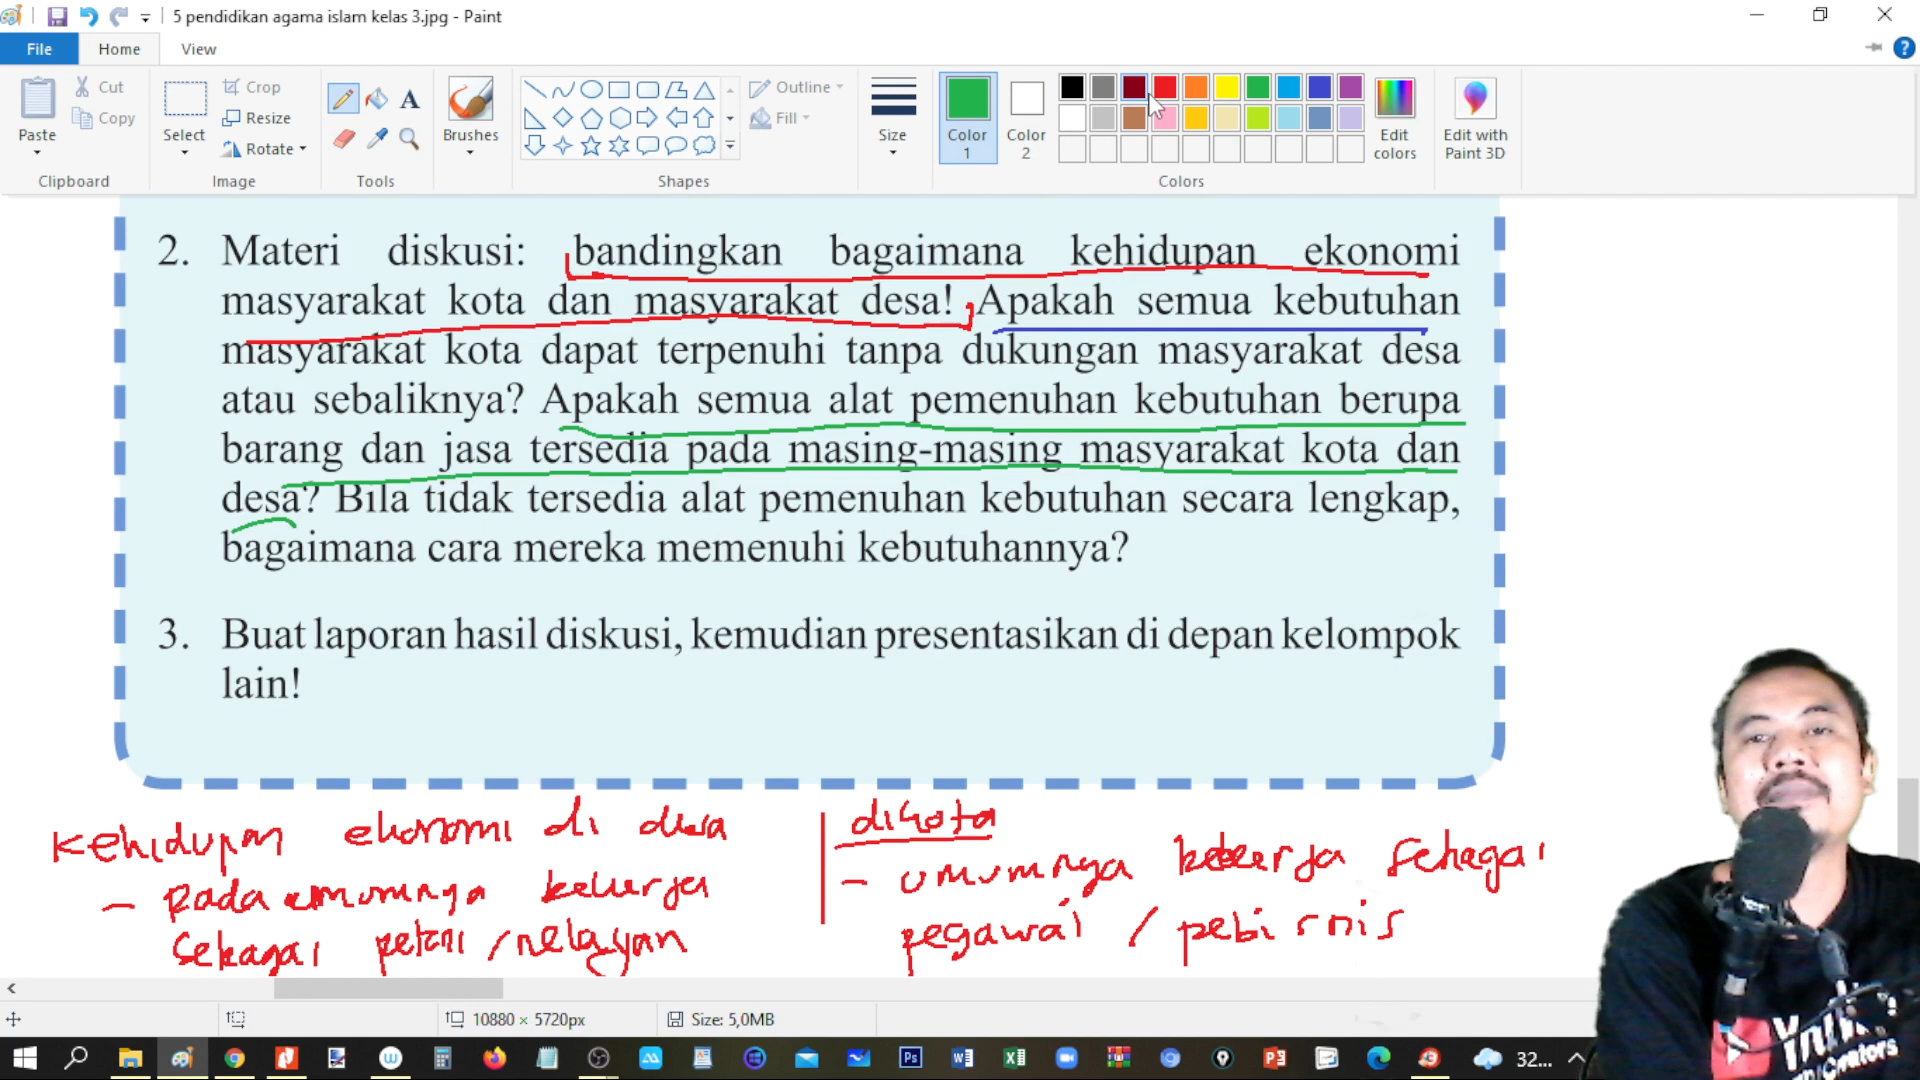 5 pendidikan agama islam kelas 3.jpg - Paint
File
Home
View
Paste
Cut
Copy
Clipboard
Select
Crop
Resize
Rotate
Image
Tools
A
Brushes
Shapes
Outline
Fill
Size
Color 1
Color 2
Edit colors
Colors
Edit with Paint 3D
2. Materi diskusi: bandingkan bagaimana kehidupan ekonomi
masyarakat kota dan masyarakat desa! Apakah semua kebutuhan
masyarakat kota dapat terpenuhi tanpa dukungan masyarakat desa
atau sebaliknya? Apakah semua alat pemenuhan kebutuhan berupa
barang dan jasa tersedia pada masing-masing masyarakat kota dan
desa? Bila tidak tersedia alat pemenuhan kebutuhan secara lengkap,
bagaimana cara mereka memenuhi kebutuhannya?
3. Buat laporan hasil diskusi, kemudian presentasikan di depan kelompok
lain!
Kehidupan ekonomi di desa
- pada umumnya bekerja
sebagai petani / nelayan
dikota
- umumnya bekerja sebagai
pegawai / pebisnis
10880 × 5720px
Size: 5,0MB
32...